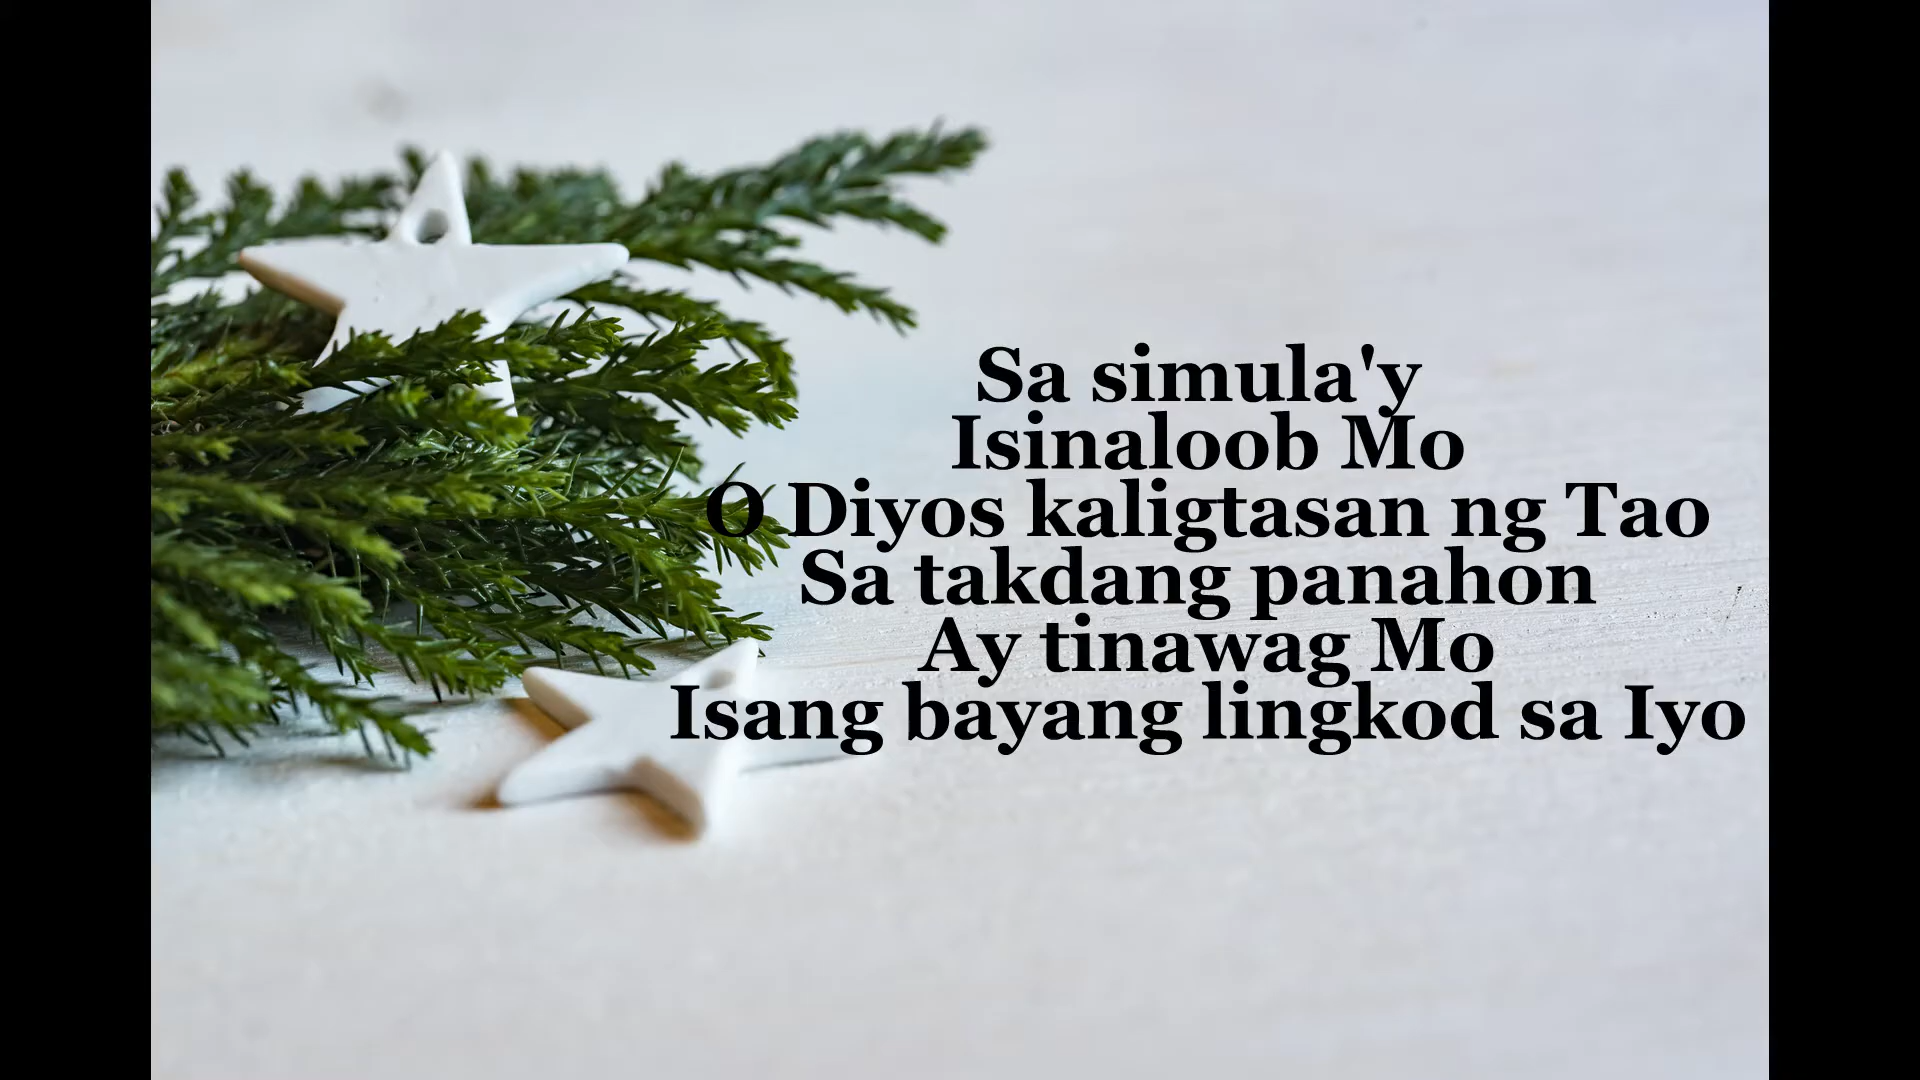 Sa simula'y
Isinaloob Mo
O Diyos kaligtasan ng Tao
Sa takdang panahon
Ay tinawag Mo
Isang bayang lingkod sa Iyo